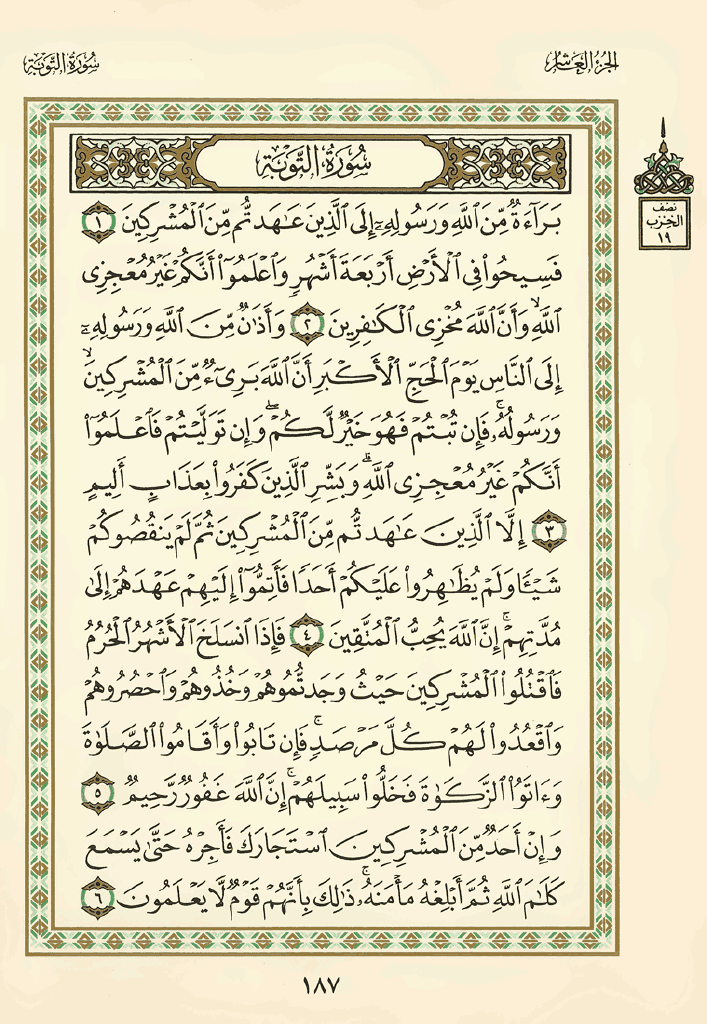 الجزء العاشر
سورة التوبة
سُورَةُ التَّوْبَةِ
نصف
الحزب
١٩
بَرَآءَةٌ مِّنَ ٱللَّهِ وَرَسُولِهِۦٓ إِلَى ٱلَّذِينَ عَٰهَدتُّم مِّنَ ٱلْمُشْرِكِينَ ١
فَسِيحُوا۟ فِى ٱلْأَرْضِ أَرْبَعَةَ أَشْهُرٍ وَٱعْلَمُوٓا۟ أَنَّكُمْ غَيْرُ مُعْجِزِى
ٱللَّهِ ۙ وَأَنَّ ٱللَّهَ مُخْزِى ٱلْكَٰفِرِينَ ٢ وَأَذَٰنٌ مِّنَ ٱللَّهِ وَرَسُولِهِۦٓ
إِلَى ٱلنَّاسِ يَوْمَ ٱلْحَجِّ ٱلْأَكْبَرِ أَنَّ ٱللَّهَ بَرِىٓءٌ مِّنَ ٱلْمُشْرِكِينَ ۙ
وَرَسُولُهُۥ ۚ فَإِن تُبْتُمْ فَهُوَ خَيْرٌ لَّكُمْ ۖ وَإِن تَوَلَّيْتُمْ فَٱعْلَمُوٓا۟
أَنَّكُمْ غَيْرُ مُعْجِزِى ٱللَّهِ ۗ وَبَشِّرِ ٱلَّذِينَ كَفَرُوا۟ بِعَذَابٍ أَلِيمٍ
٣ إِلَّا ٱلَّذِينَ عَٰهَدتُّم مِّنَ ٱلْمُشْرِكِينَ ثُمَّ لَمْ يَنقُصُوكُمْ
شَيْـًٔا وَلَمْ يُظَٰهِرُوا۟ عَلَيْكُمْ أَحَدًا فَأَتِمُّوٓا۟ إِلَيْهِمْ عَهْدَهُمْ إِلَىٰ
مُدَّتِهِمْ ۚ إِنَّ ٱللَّهَ يُحِبُّ ٱلْمُتَّقِينَ ٤ فَإِذَا ٱنسَلَخَ ٱلْأَشْهُرُ ٱلْحُرُمُ
فَٱقْتُلُوا۟ ٱلْمُشْرِكِينَ حَيْثُ وَجَدتُّمُوهُمْ وَخُذُوهُمْ وَٱحْصُرُوهُمْ
وَٱقْعُدُوا۟ لَهُمْ كُلَّ مَرْصَدٍ ۚ فَإِن تَابُوا۟ وَأَقَامُوا۟ ٱلصَّلَوٰةَ
وَءَاتَوُا۟ ٱلزَّكَوٰةَ فَخَلُّوا۟ سَبِيلَهُمْ ۚ إِنَّ ٱللَّهَ غَفُورٌ رَّحِيمٌ ٥
وَإِنْ أَحَدٌ مِّنَ ٱلْمُشْرِكِينَ ٱسْتَجَارَكَ فَأَجِرْهُ حَتَّىٰ يَسْمَعَ
كَلَٰمَ ٱللَّهِ ثُمَّ أَبْلِغْهُ مَأْمَنَهُۥ ۚ ذَٰلِكَ بِأَنَّهُمْ قَوْمٌ لَّا يَعْلَمُونَ ٦
١٨٧